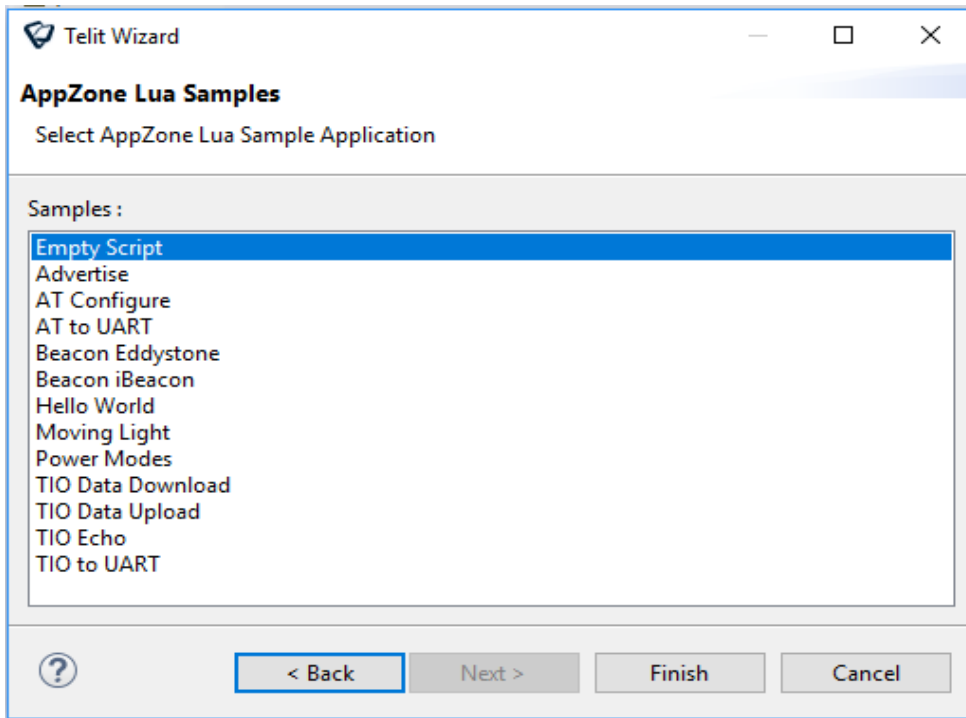 Telit Wizard
AppZone Lua Samples
Select AppZone Lua Sample Application
Samples :
Empty Script
Advertise
AT Configure
AT to UART
Beacon Eddystone
Beacon iBeacon
Hello World
Moving Light
Power Modes
TIO Data Download
TIO Data Upload
TIO Echo
TIO to UART
? < Back Next > Finish Cancel